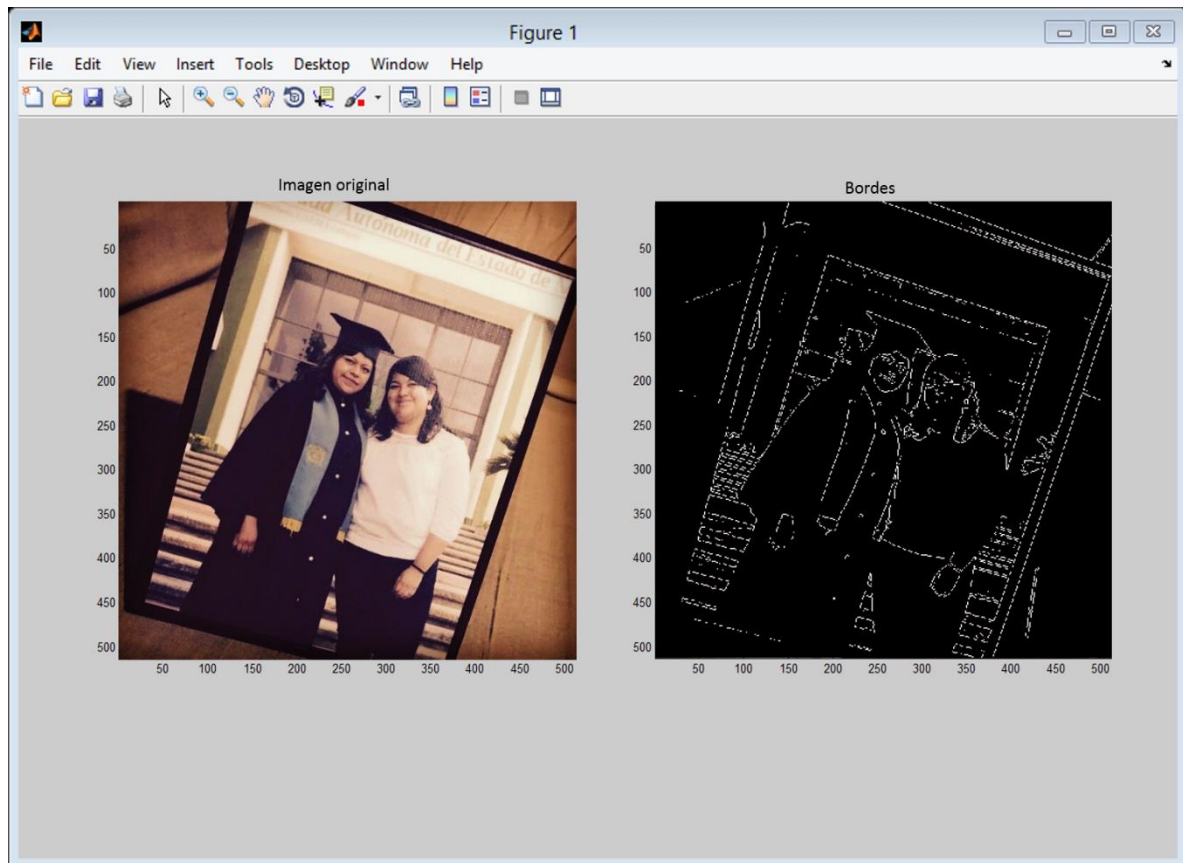 Figure 1
File Edit View Insert Tools Desktop Window Help
Imagen original
50
100
150
200
250
300
350
400
450
500
50 100 150 200 250 300 350 400 450 500
Autónoma del Estado de
Bordes
50
100
150
200
250
300
350
400
450
500
50 100 150 200 250 300 350 400 450 500